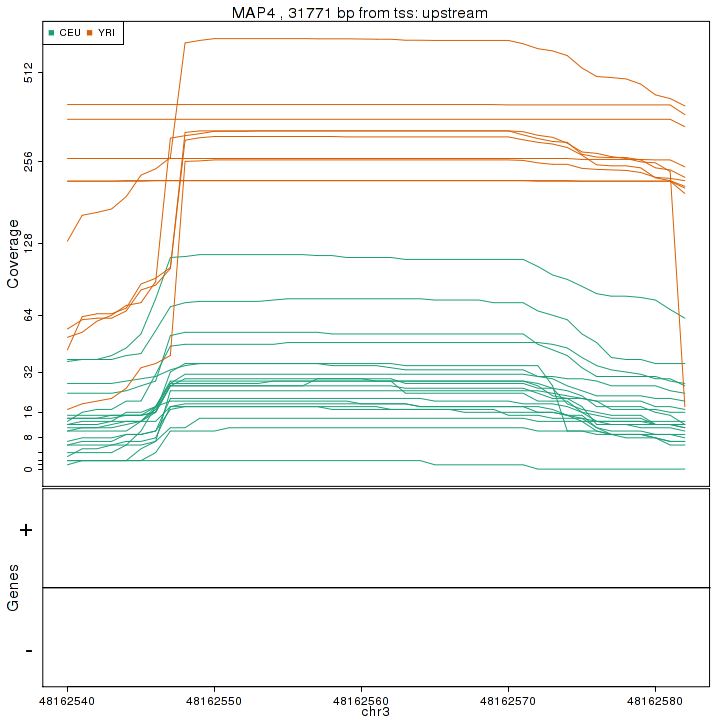 MAP4 , 31771 bp from tss: upstream
CEU YRI
512
256
128
64
32
16
8
0
Coverage
+
-
Genes
48162540 48162550 48162560 48162570 48162580
chr3